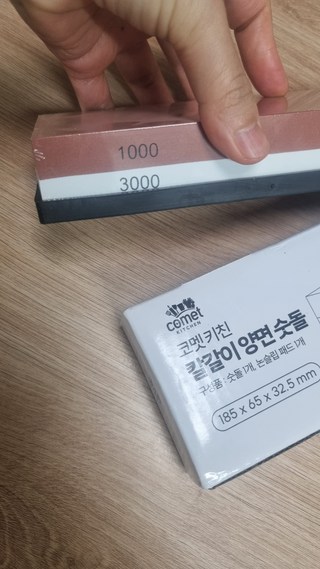 1000
3000
comet
KITCHEN
코멧 키친
칼갈이 양면 숫돌
구성품 : 숫돌 1개, 논슬립 패드 1개
185 x 65 x 32.5 mm